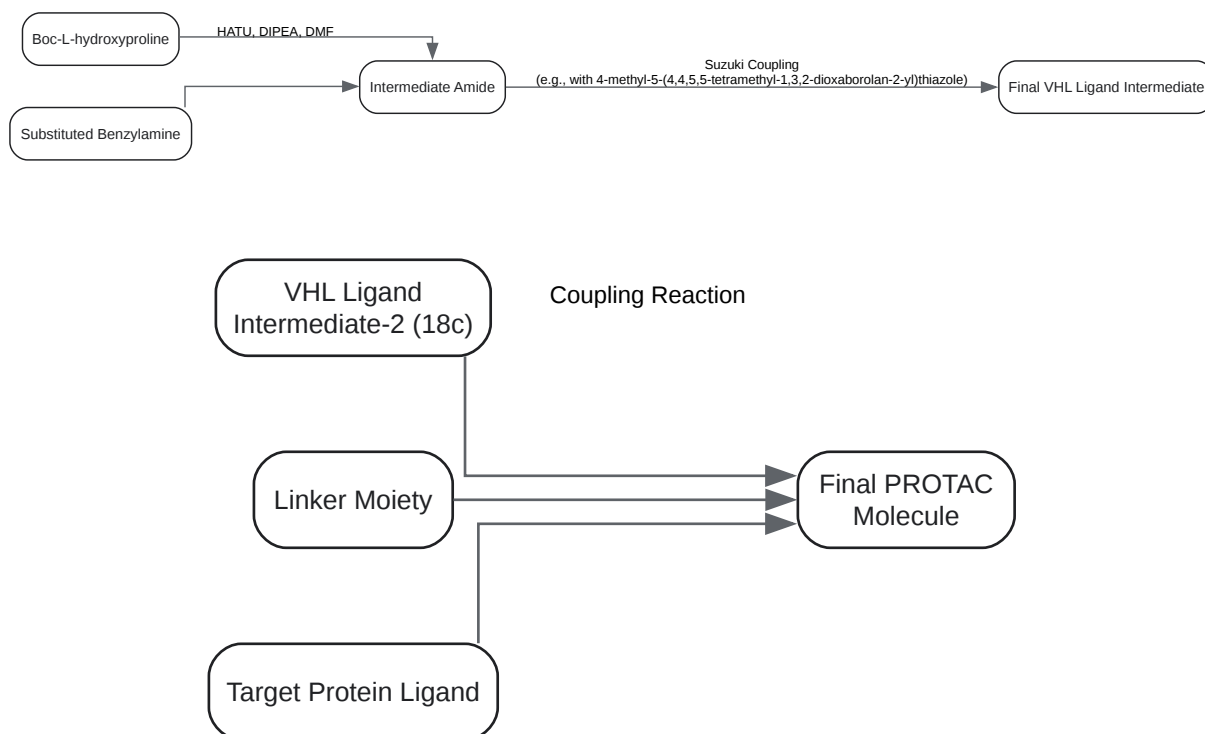 Boc-L-hydroxyproline
HATU, DIPEA, DMF
Substituted Benzylamine
Intermediate Amide
Suzuki Coupling
(e.g., with 4-methyl-5-(4,4,5,5-tetramethyl-1,3,2-dioxaborolan-2-yl)thiazole)
Final VHL Ligand Intermediate
VHL Ligand
Intermediate-2 (18c)
Coupling Reaction
Linker Moiety
Final PROTAC
Molecule
Target Protein Ligand